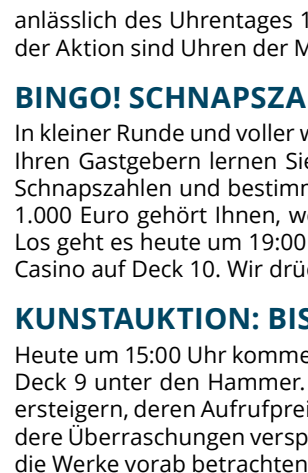 anlässlich des Uhrentages 1
der Aktion sind Uhren der M
BINGO! SCHNAPSZA
In kleiner Runde und voller
Ihren Gastgebern lernen Sie
Schnapszahlen und bestimm
1.000 Euro gehört Ihnen, we
Los geht es heute um 19:00
Casino auf Deck 10. Wir drü
KUNSTAUKTION: BIS
Heute um 15:00 Uhr komme
Deck 9 unter den Hammer.
ersteigern, deren Aufrufprei
dere Überraschungen versp
die Werke vorab betrachten